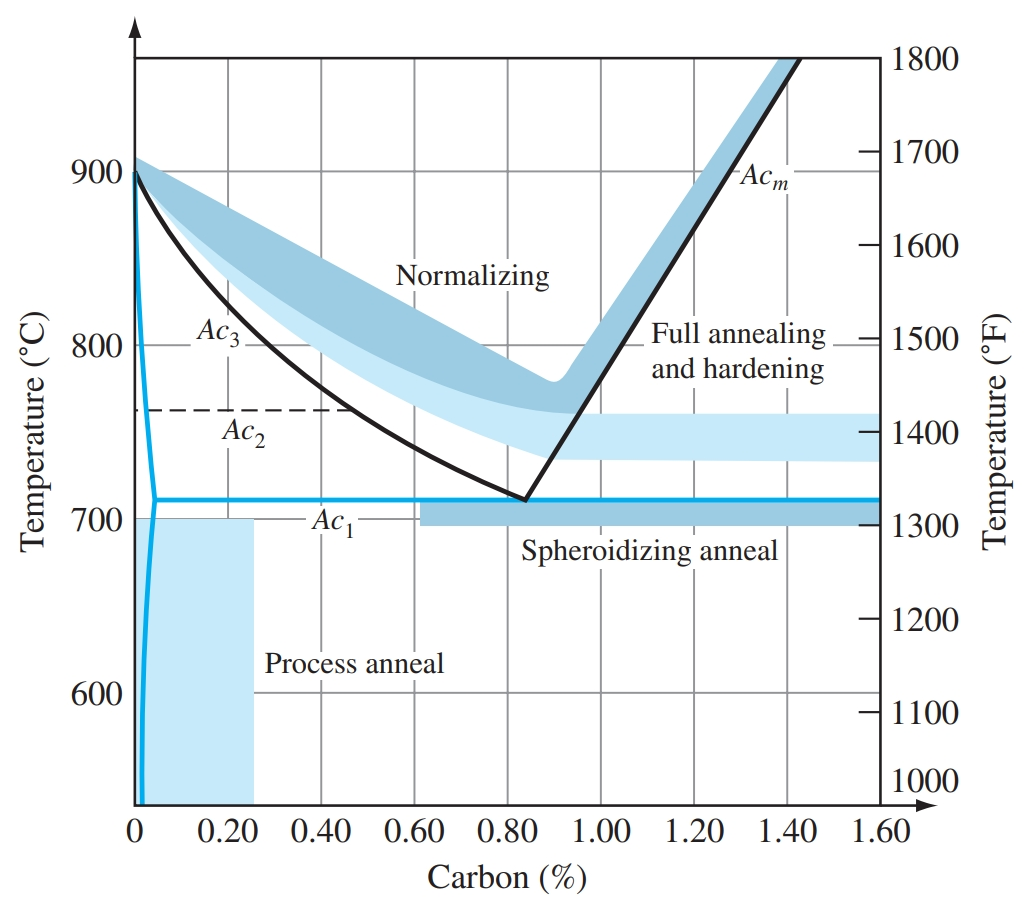 1800
1700
900
Ac_m
1600
Normalizing
Ac_3
Full annealing
and hardening
800
1500
Ac_2
1400
700
Ac_1
1300
Spheroidizing anneal
1200
Process anneal
600
1100
1000
0 0.20 0.40 0.60 0.80 1.00 1.20 1.40 1.60
Carbon (%)
Temperature (°C)
Temperature (°F)